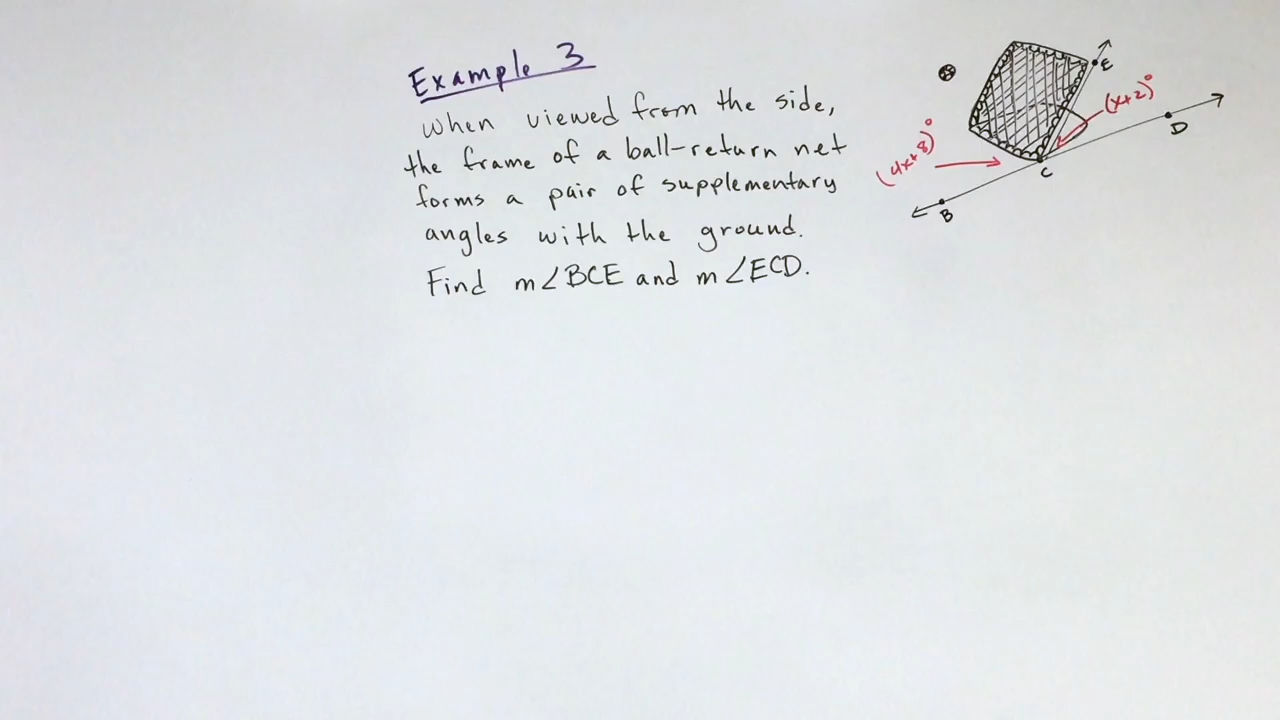 Example 3
When viewed from the side,
the frame of a ball-return net
forms a pair of supplementary
angles with the ground.
Find m∠BCE and m∠ECD.
E
(x+2)°
D
(4x+8)°
C
B